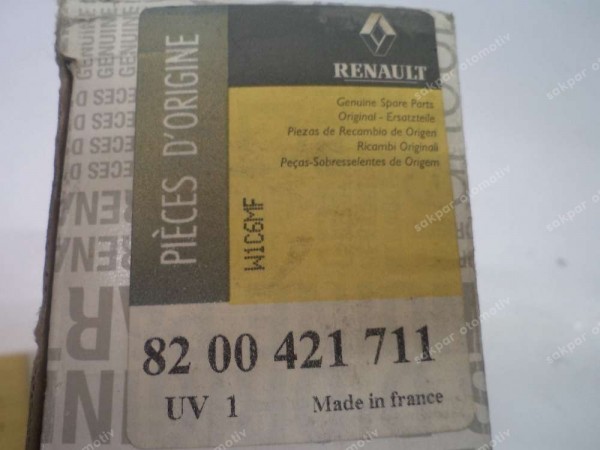 RENAULT
Genuine Spare Parts
Original - Ersatzteile
Piezas de Recambio de Origen
Ricambi Originali
Peças-Sobresselentes de Origem
PIÈCES D'ORIGINE
W1C6MF
82 00 421 711
UV 1
Made in france
sakpar otomotiv